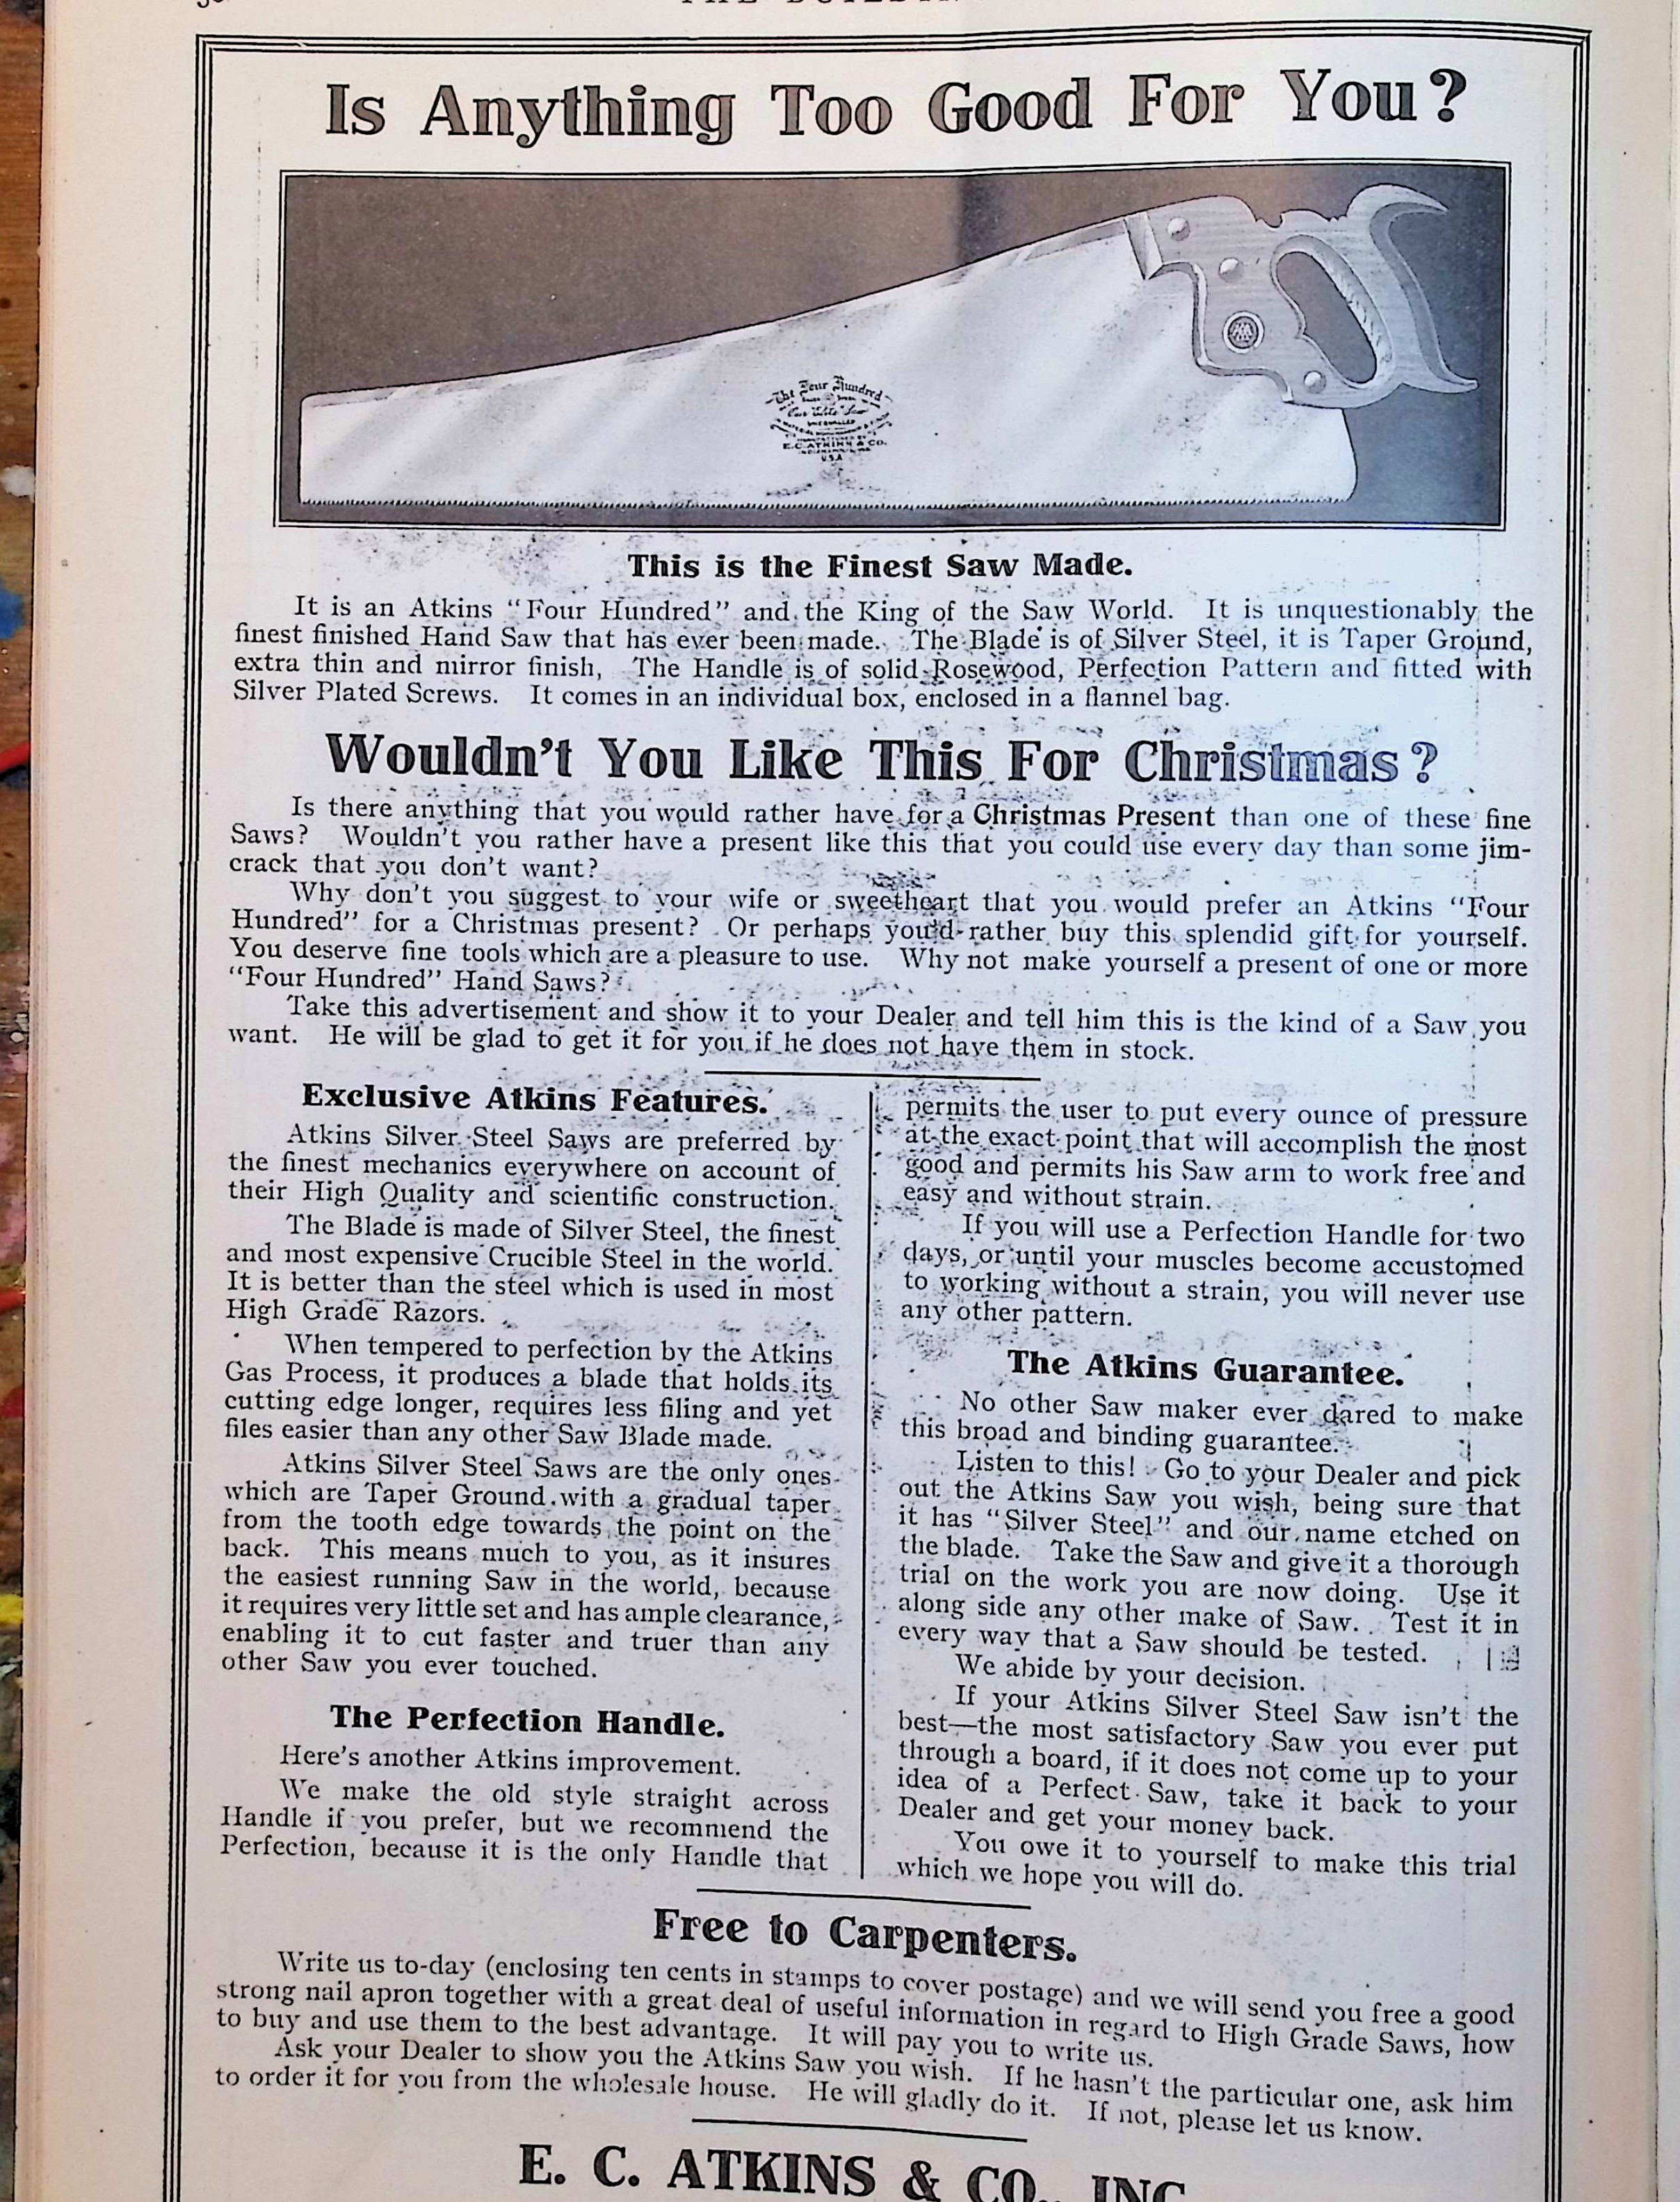 THE
Is Anything Too Good For You?
The Four Hundred
E.C. ATKINS & CO.
U.S.A
This is the Finest Saw Made.
It is an Atkins “Four Hundred” and the King of the Saw World. It is unquestionably the
finest finished Hand Saw that has ever been made. The Blade is of Silver Steel, it is Taper Ground,
extra thin and mirror finish, The Handle is of solid Rosewood, Perfection Pattern and fitted with
Silver Plated Screws. It comes in an individual box, enclosed in a flannel bag.
Wouldn’t You Like This For Christmas?
Is there anything that you would rather have for a Christmas Present than one of these fine
Saws? Wouldn’t you rather have a present like this that you could use every day than some jim-
crack that you don’t want?
Why don’t you suggest to your wife or sweetheart that you would prefer an Atkins “Four
Hundred” for a Christmas present? Or perhaps you’d rather buy this splendid gift for yourself.
You deserve fine tools which are a pleasure to use. Why not make yourself a present of one or more
“Four Hundred” Hand Saws?
Take this advertisement and show it to your Dealer and tell him this is the kind of a Saw you
want. He will be glad to get it for you if he does not have them in stock.
Exclusive Atkins Features.
Atkins Silver Steel Saws are preferred by
the finest mechanics everywhere on account of
their High Quality and scientific construction.
The Blade is made of Silver Steel, the finest
and most expensive Crucible Steel in the world.
It is better than the steel which is used in most
High Grade Razors.
When tempered to perfection by the Atkins
Gas Process, it produces a blade that holds its
cutting edge longer, requires less filing and yet
files easier than any other Saw Blade made.
Atkins Silver Steel Saws are the only ones
which are Taper Ground with a gradual taper
from the tooth edge towards the point on the
back. This means much to you, as it insures
the easiest running Saw in the world, because
it requires very little set and has ample clearance,
enabling it to cut faster and truer than any
other Saw you ever touched.
The Perfection Handle.
Here’s another Atkins improvement.
We make the old style straight across
Handle if you prefer, but we recommend the
Perfection, because it is the only Handle that
permits the user to put every ounce of pressure
at the exact point that will accomplish the most
good and permits his Saw arm to work free and
easy and without strain.
If you will use a Perfection Handle for two
days, or until your muscles become accustomed
to working without a strain, you will never use
any other pattern.
The Atkins Guarantee.
No other Saw maker ever dared to make
this broad and binding guarantee.
Listen to this! Go to your Dealer and pick
out the Atkins Saw you wish, being sure that
it has “Silver Steel” and our name etched on
the blade. Take the Saw and give it a thorough
trial on the work you are now doing. Use it
along side any other make of Saw. Test it in
every way that a Saw should be tested.
We abide by your decision.
If your Atkins Silver Steel Saw isn’t the
best—the most satisfactory Saw you ever put
through a board, if it does not come up to your
idea of a Perfect Saw, take it back to your
Dealer and get your money back.
You owe it to yourself to make this trial
which we hope you will do.
Free to Carpenters.
Write us to-day (enclosing ten cents in stamps to cover postage) and we will send you free a good
strong nail apron together with a great deal of useful information in regard to High Grade Saws, how
to buy and use them to the best advantage. It will pay you to write us.
Ask your Dealer to show you the Atkins Saw you wish. If he hasn’t the particular one, ask him
to order it for you from the wholesale house. He will gladly do it. If not, please let us know.
E. C. ATKINS & CO., INC